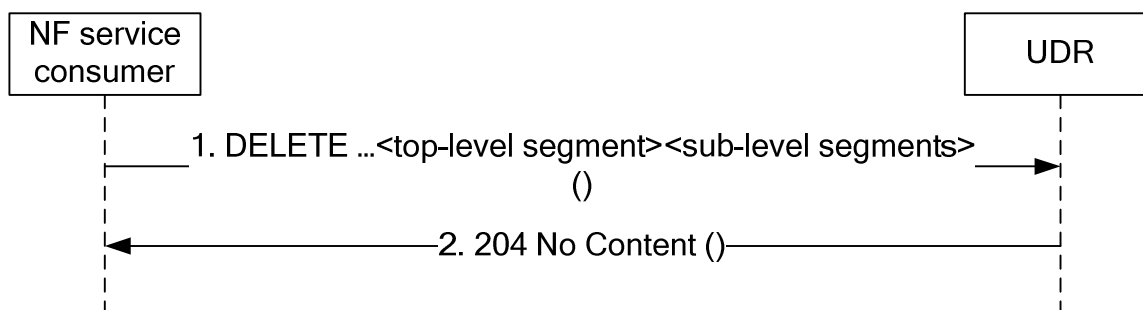 NF service
consumer
UDR
1. DELETE ...<top-level segment><sub-level segments>
()
2. 204 No Content ()